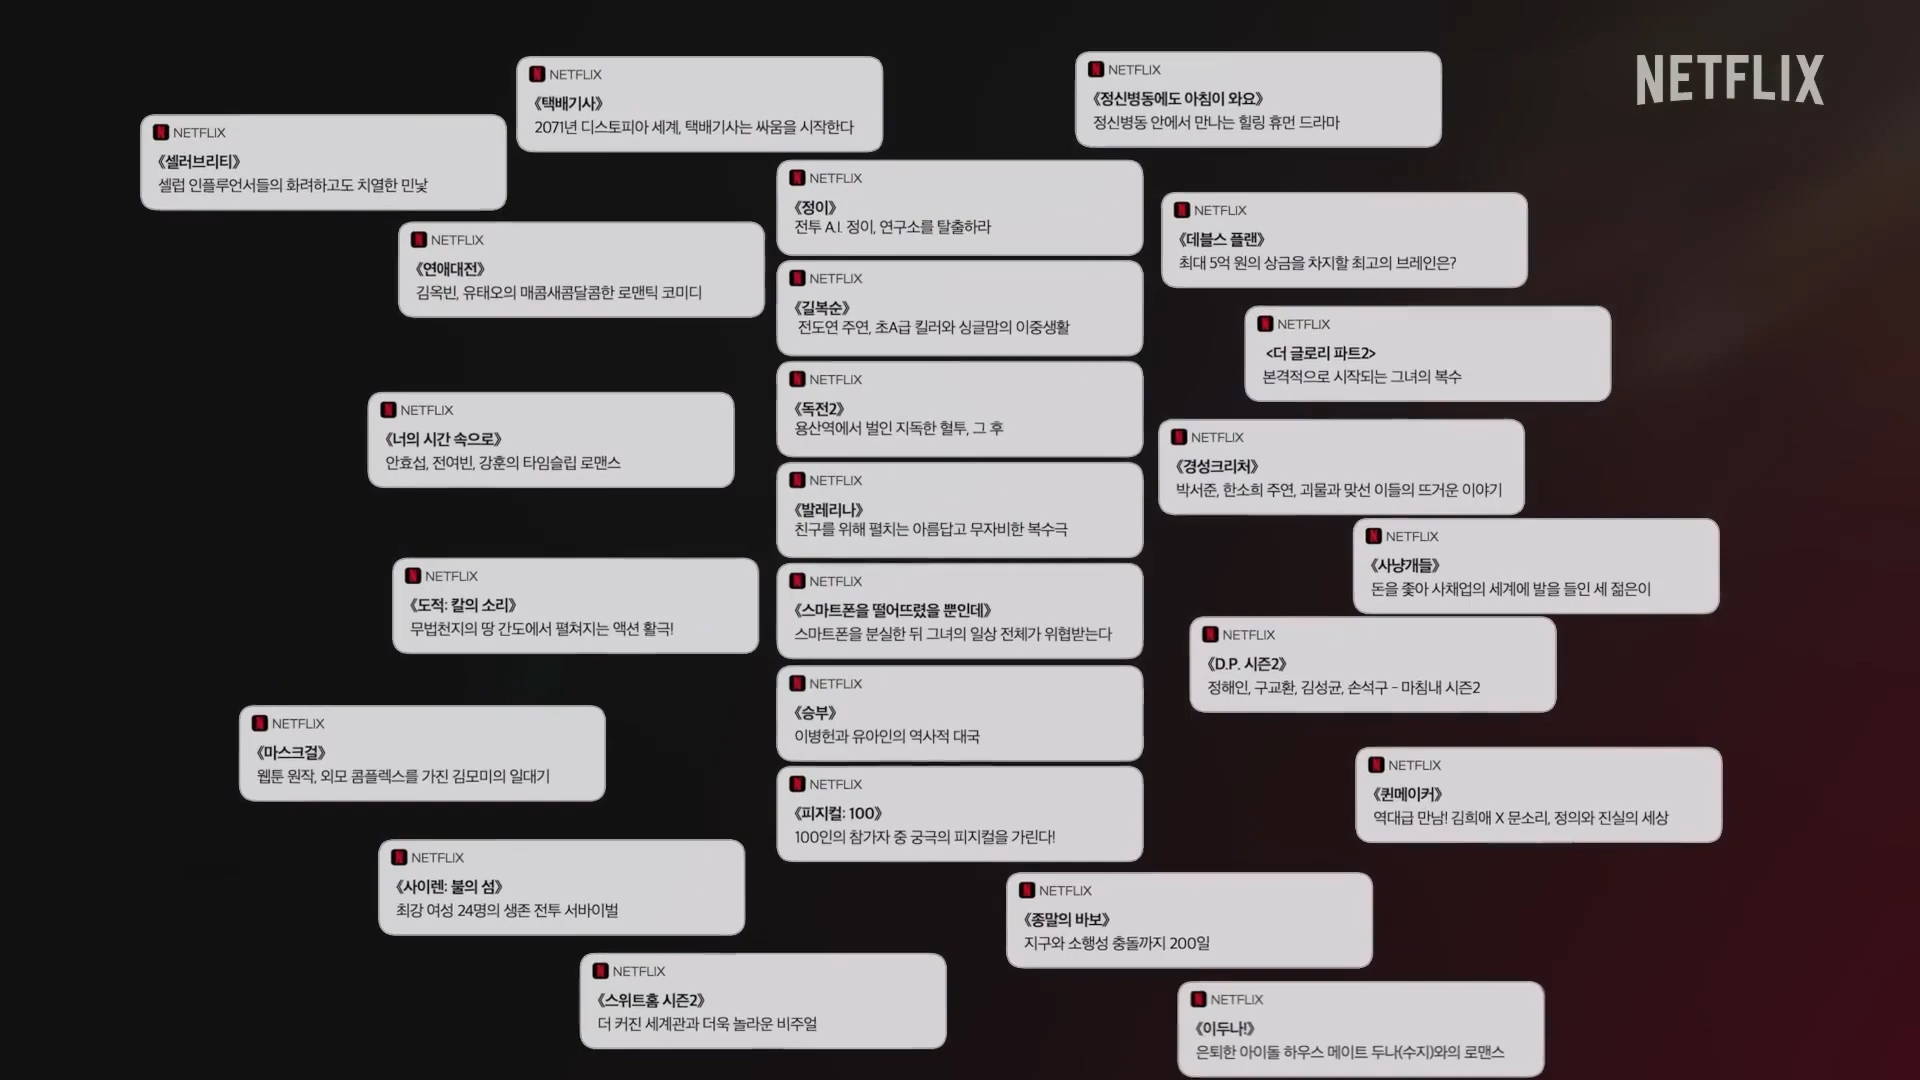 NETFLIX
NETFLIX
《택배기사》
2071년 디스토피아 세계, 택배기사는 싸움을 시작한다
NETFLIX
《정신병동에도 아침이 와요》
정신병동 안에서 만나는 힐링 휴먼 드라마
NETFLIX
《셀러브리티》
셀럽 인플루언서들의 화려하고도 치열한 민낯
NETFLIX
《정이》
전투 A.I. 정이, 연구소를 탈출하라
NETFLIX
《데블스 플랜》
최대 5억 원의 상금을 차지할 최고의 브레인은?
NETFLIX
《연애대전》
김옥빈, 유태오의 매콤새콤달콤한 로맨틱 코미디
NETFLIX
《길복순》
전도연 주연, 초A급 킬러와 싱글맘의 이중생활
NETFLIX
<더 글로리 파트2>
본격적으로 시작되는 그녀의 복수
NETFLIX
《독전2》
용산역에서 벌인 지독한 혈투, 그 후
NETFLIX
《너의 시간 속으로》
안효섭, 전여빈, 강훈의 타임슬립 로맨스
NETFLIX
《경성크리처》
박서준, 한소희 주연, 괴물과 맞선 이들의 뜨거운 이야기
NETFLIX
《발레리나》
친구를 위해 펼치는 아름답고 무자비한 복수극
NETFLIX
《사냥개들》
돈을 좇아 사채업의 세계에 발을 들인 세 젊은이
NETFLIX
《도적: 칼의 소리》
무법천지의 땅 간도에서 펼쳐지는 액션 활극!
NETFLIX
《스마트폰을 떨어뜨렸을 뿐인데》
스마트폰을 분실한 뒤 그녀의 일상 전체가 위협받는다
NETFLIX
《D.P. 시즌2》
정해인, 구교환, 김성균, 손석구 - 마침내 시즌2
NETFLIX
《승부》
이병헌과 유아인의 역사적 대국
NETFLIX
《마스크걸》
웹툰 원작, 외모 콤플렉스를 가진 김모미의 일대기
NETFLIX
《퀸메이커》
역대급 만남! 김희애 X 문소리, 정의와 진실의 세상
NETFLIX
《피지컬: 100》
100인의 참가자 중 궁극의 피지컬을 가린다!
NETFLIX
《사이렌: 불의 섬》
최강 여성 24명의 생존 전투 서바이벌
NETFLIX
《종말의 바보》
지구와 소행성 충돌까지 200일
NETFLIX
《스위트홈 시즌2》
더 커진 세계관과 더욱 놀라운 비주얼
NETFLIX
《이두나!》
은퇴한 아이돌 하우스 메이트 두나(수지)와의 로맨스